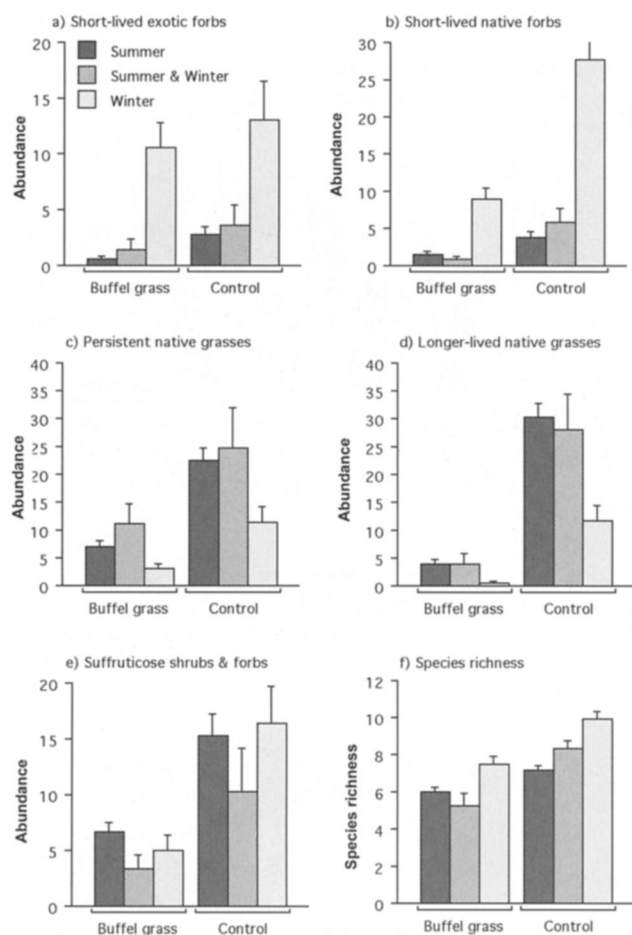 a) Short-lived exotic forbs
20
15
10
5
0
Abundance
Summer
Summer & Winter
Winter
Buffel grass
Control
b) Short-lived native forbs
30
25
20
15
10
5
0
Abundance
Buffel grass
Control
c) Persistent native grasses
40
35
30
25
20
15
10
5
0
Abundance
Buffel grass
Control
d) Longer-lived native grasses
40
35
30
25
20
15
10
5
0
Abundance
Buffel grass
Control
e) Suffruticose shrubs & forbs
20
15
10
5
0
Abundance
Buffel grass
Control
f) Species richness
12
10
8
6
4
2
0
Species richness
Buffel grass
Control